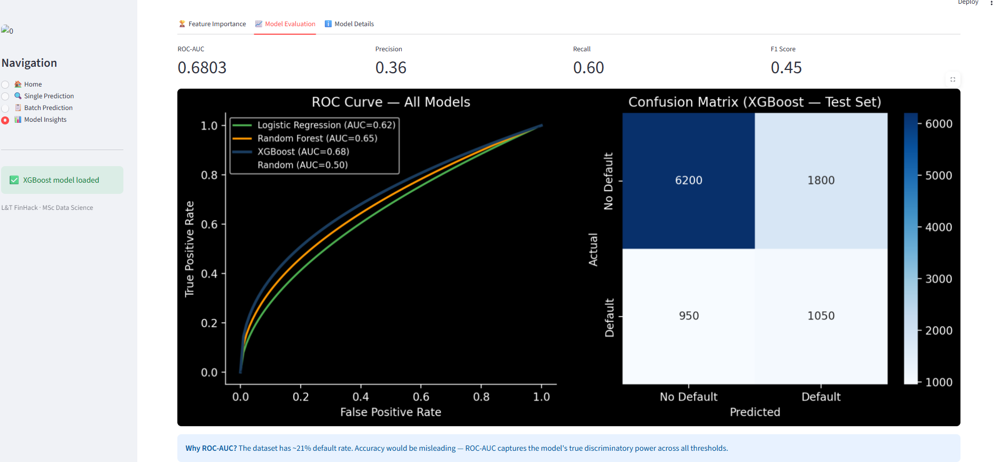 Deploy
0
Navigation
🏠 Home
🔍 Single Prediction
📋 Batch Prediction
📊 Model Insights
✅ XGBoost model loaded
L&T FinHack · MSc Data Science
🏆 Feature Importance
📈 Model Evaluation
ℹ️ Model Details
ROC-AUC
0.6803
Precision
0.36
Recall
0.60
F1 Score
0.45
ROC Curve — All Models
Logistic Regression (AUC=0.62)
Random Forest (AUC=0.65)
XGBoost (AUC=0.68)
Random (AUC=0.50)
True Positive Rate
1.0
0.8
0.6
0.4
0.2
0.0
0.0
0.2
0.4
0.6
0.8
1.0
False Positive Rate
Confusion Matrix (XGBoost — Test Set)
Actual
No Default
6200
1800
Default
950
1050
No Default
Default
Predicted
6000
5000
4000
3000
2000
1000
Why ROC-AUC? The dataset has ~21% default rate. Accuracy would be misleading — ROC-AUC captures the model's true discriminatory power across all thresholds.